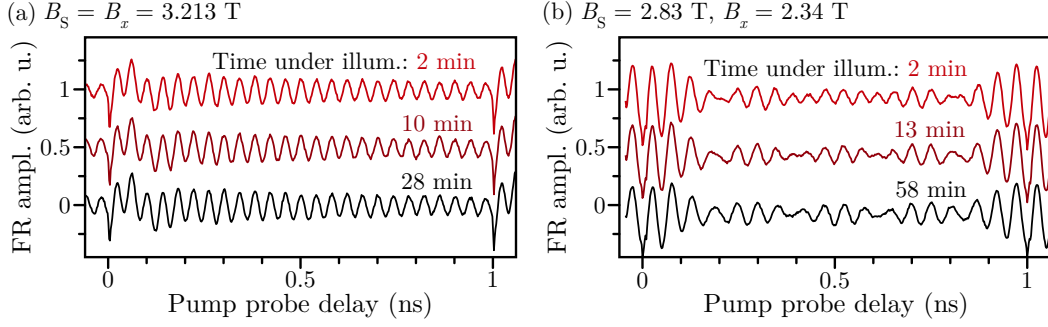 (a) B_S = B_x = 3.213 T
Time under illum.: 2 min
10 min
28 min
1
0.5
0
FR ampl. (arb. u.)
0 0.5 1
Pump probe delay (ns)
(b) B_S = 2.83 T, B_x = 2.34 T
Time under illum.: 2 min
13 min
58 min
1
0.5
0
FR ampl. (arb. u.)
0 0.5 1
Pump probe delay (ns)